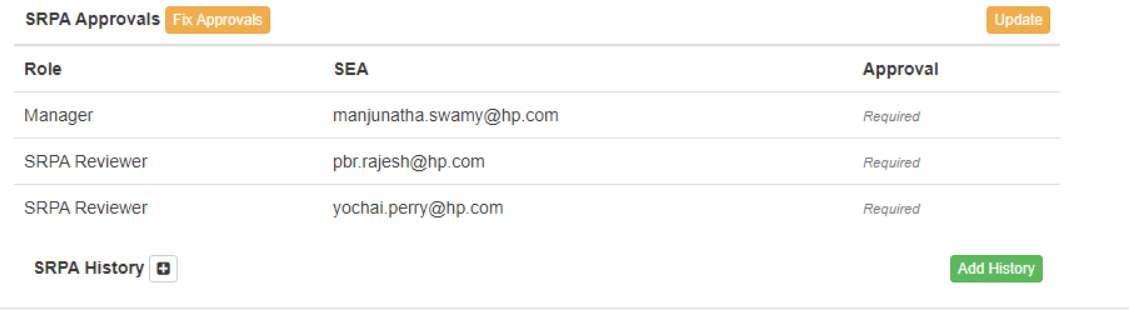 SRPA Approvals Fix Approvals Update
Role SEA Approval
Manager manjunatha.swamy@hp.com Required
SRPA Reviewer pbr.rajesh@hp.com Required
SRPA Reviewer yochai.perry@hp.com Required
SRPA History Add History